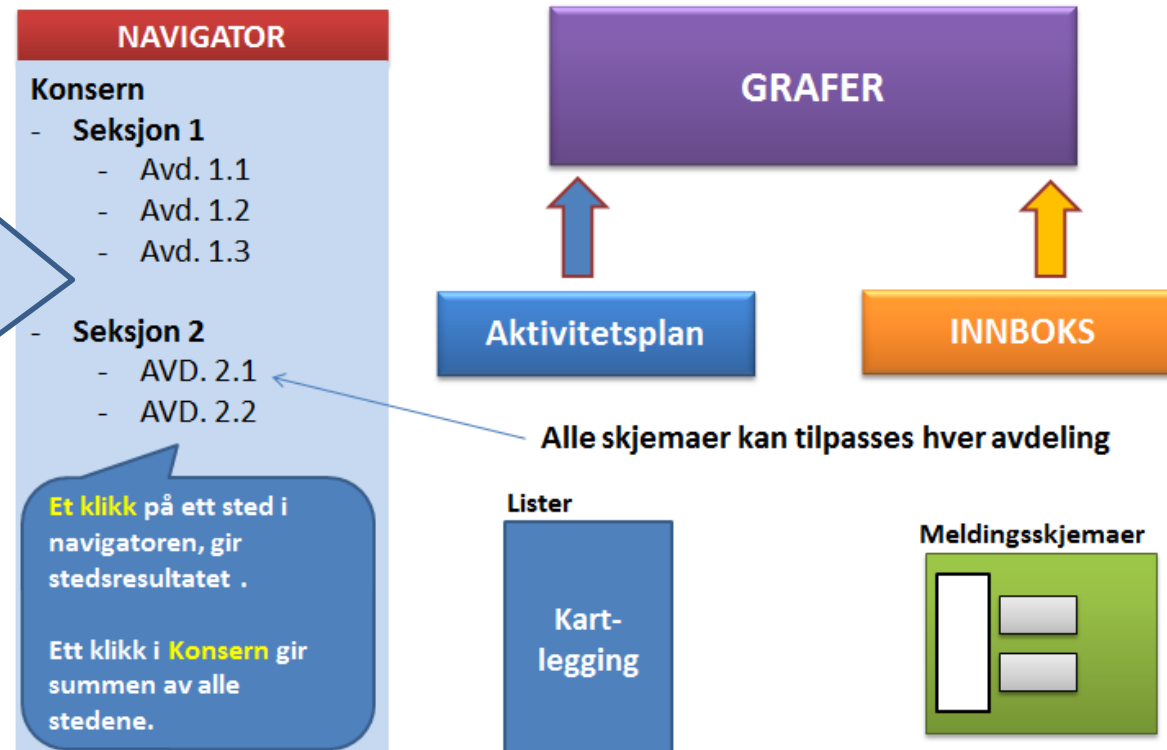 NAVIGATOR
Konsern
- Seksjon 1
- Avd. 1.1
- Avd. 1.2
- Avd. 1.3
- Seksjon 2
- AVD. 2.1
- AVD. 2.2
Et klikk på ett sted i
navigatoren, gir
stedsresultatet .
Ett klikk i Konsern gir
summen av alle
stedene.
GRAFER
Aktivitetsplan
INNBOKS
Alle skjemaer kan tilpasses hver avdeling
Lister
Kart-
legging
Meldingsskjemaer